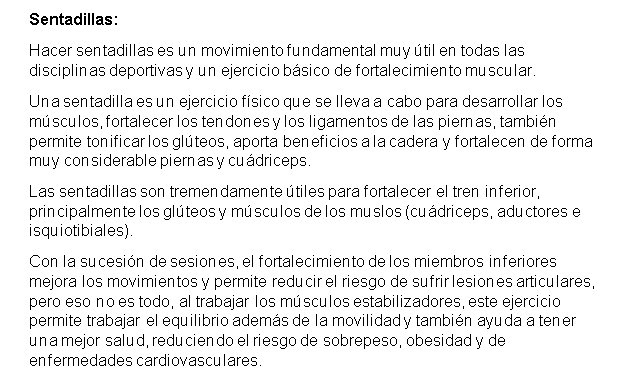 Sentadillas:
Hacer sentadillas es un movimiento fundamental muy útil en todas las
disciplinas deportivas y un ejercicio básico de fortalecimiento muscular.
Una sentadilla es un ejercicio físico que se lleva a cabo para desarrollar los
músculos, fortalecer los tendones y los ligamentos de las piernas, también
permite tonificar los glúteos, aporta beneficios a la cadera y fortalecen de forma
muy considerable piernas y cuádriceps.
Las sentadillas son tremendamente útiles para fortalecer el tren inferior,
principalmente los glúteos y músculos de los muslos (cuádriceps, aductores e
isquiotibiales).
Con la sucesión de sesiones, el fortalecimiento de los miembros inferiores
mejora los movimientos y permite reducir el riesgo de sufrir lesiones articulares,
pero eso no es todo, al trabajar los músculos estabilizadores, este ejercicio
permite trabajar el equilibrio además de la movilidad y también ayuda a tener
una mejor salud, reduciendo el riesgo de sobrepeso, obesidad y de
enfermedades cardiovasculares.